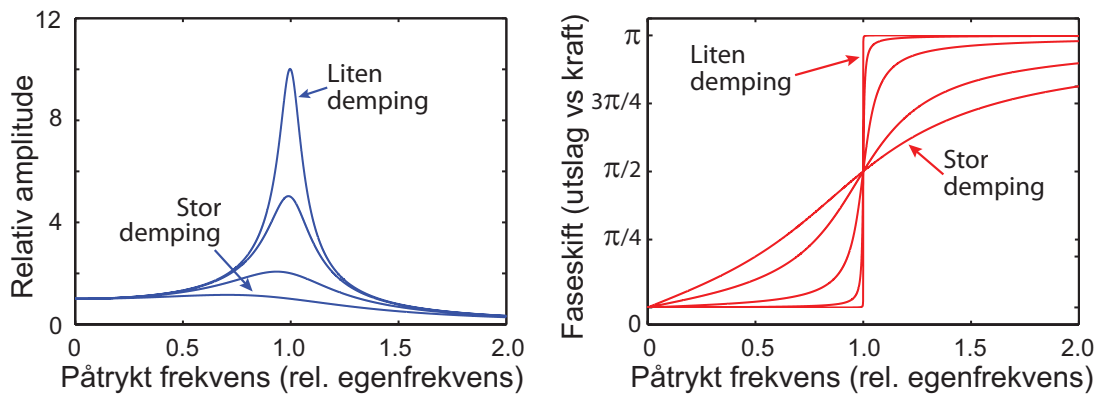 12
8
4
0
Relativ amplitude
Liten
demping
Stor
demping
0
0.5
1.0
1.5
2.0
Påtrykt frekvens (rel. egenfrekvens)
π
3π/4
π/2
π/4
0
Faseskift (utslag vs kraft)
Liten
demping
Stor
demping
0
0.5
1.0
1.5
2.0
Påtrykt frekvens (rel. egenfrekvens)